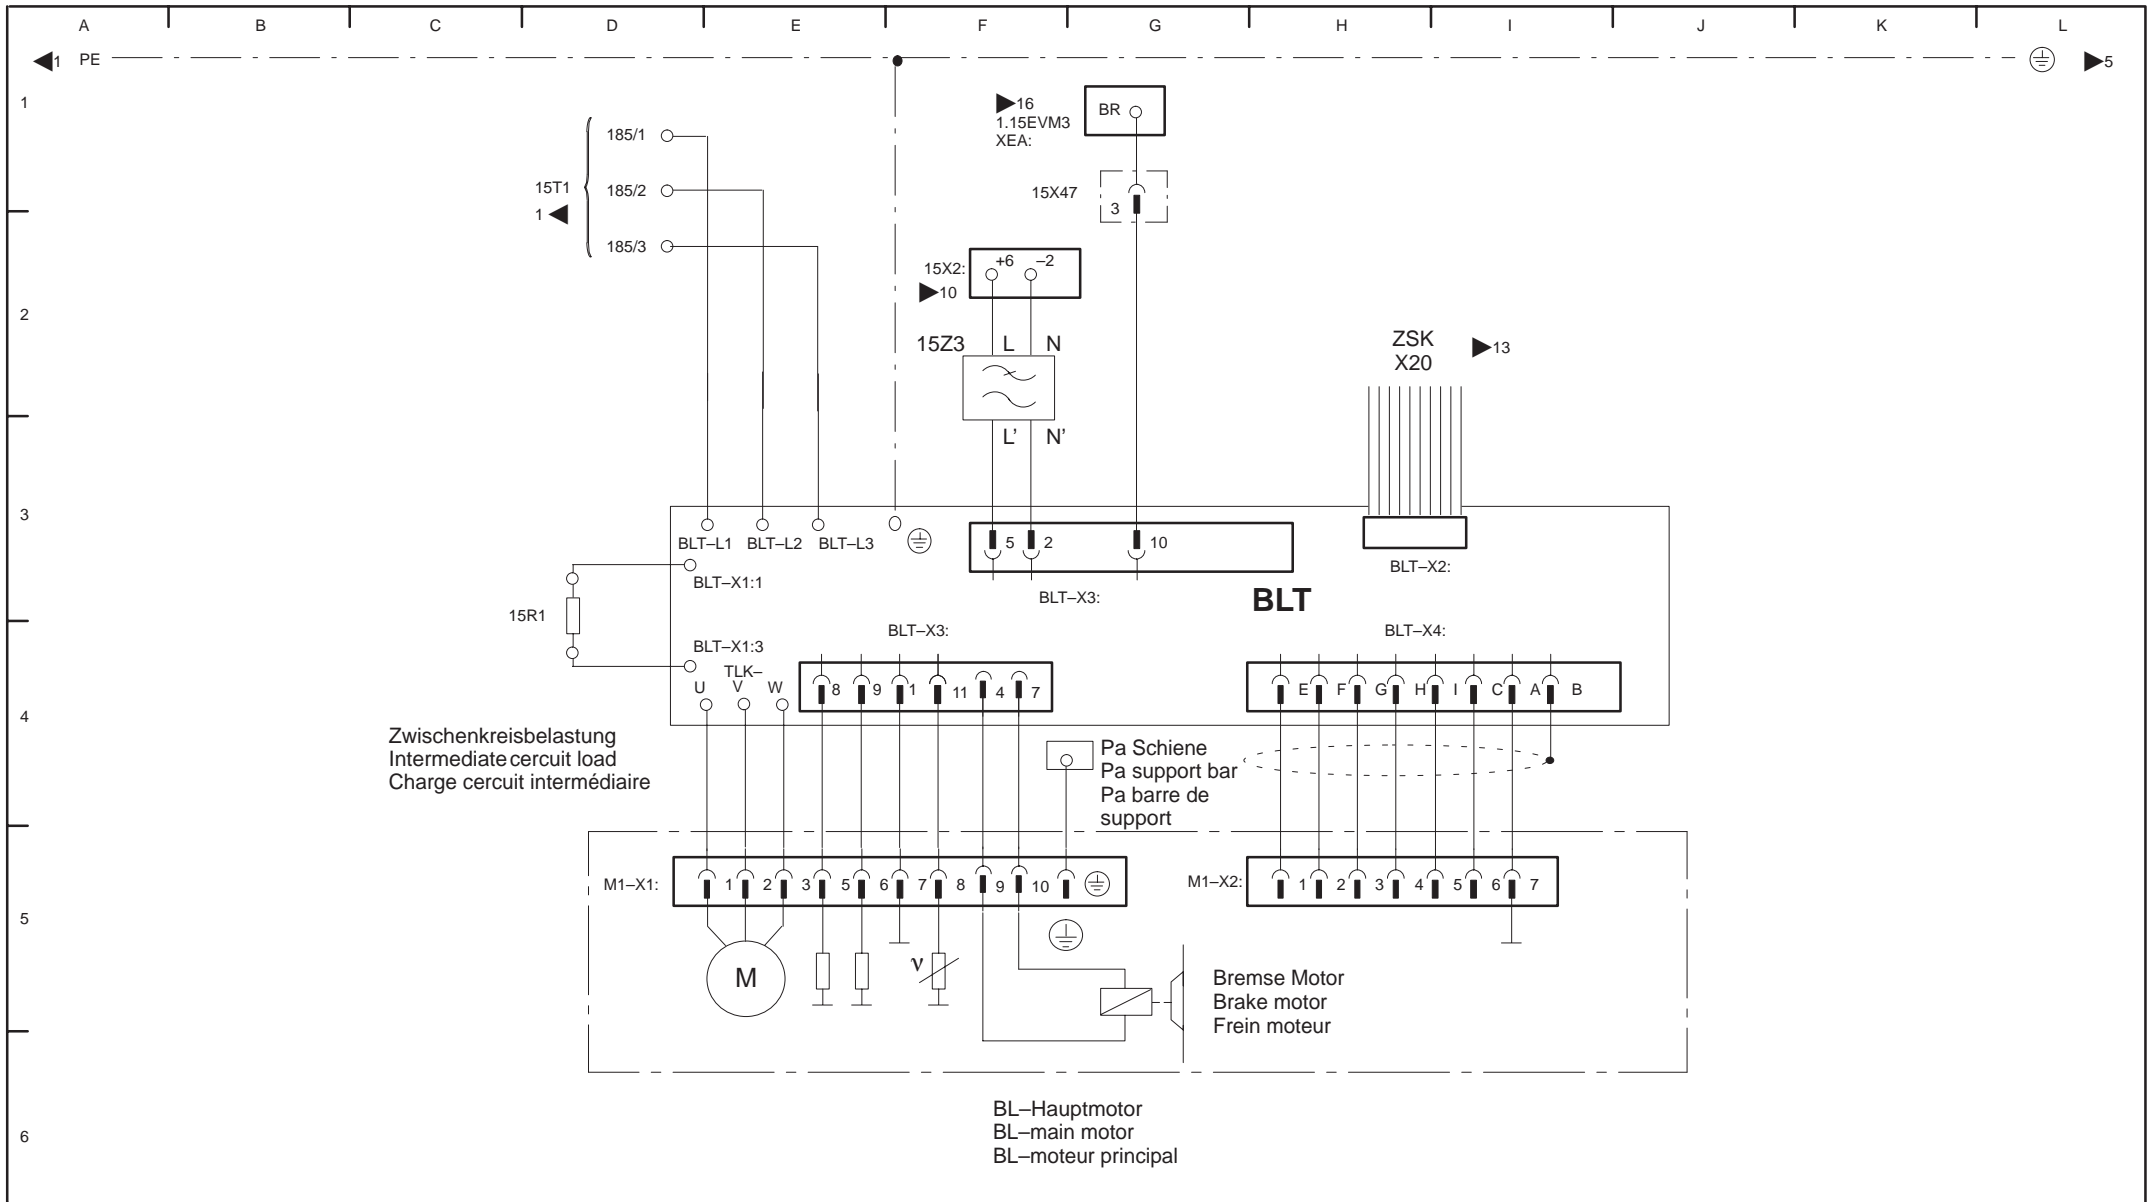 A B C D E F G H I J K L
1 PE 5
1
16
1.15EVM3
XEA:
BR
185/1
15T1
185/2
1
185/3
15X47
3
15X2:
+6 –2
10
2
15Z3 L N
L’ N’
ZSK
X20
13
3
BLT–L1 BLT–L2 BLT–L3
5 2 10
BLT–X1:1
BLT–X2:
BLT–X3:
BLT
15R1
BLT–X3:
BLT–X4:
BLT–X1:3
TLK–
U V W
8 9 1 11 4 7
E F G H I C A B
4
Zwischenkreisbelastung
Intermediate cercuit load
Charge cercuit intermédiaire
Pa Schiene
Pa support bar
Pa barre de
support
M1–X1:
1 2 3 5 6 7 8 9 10
M1–X2:
1 2 3 4 5 6 7
5
M
ν
Bremse Motor
Brake motor
Frein moteur
6
BL–Hauptmotor
BL–main motor
BL–moteur principal